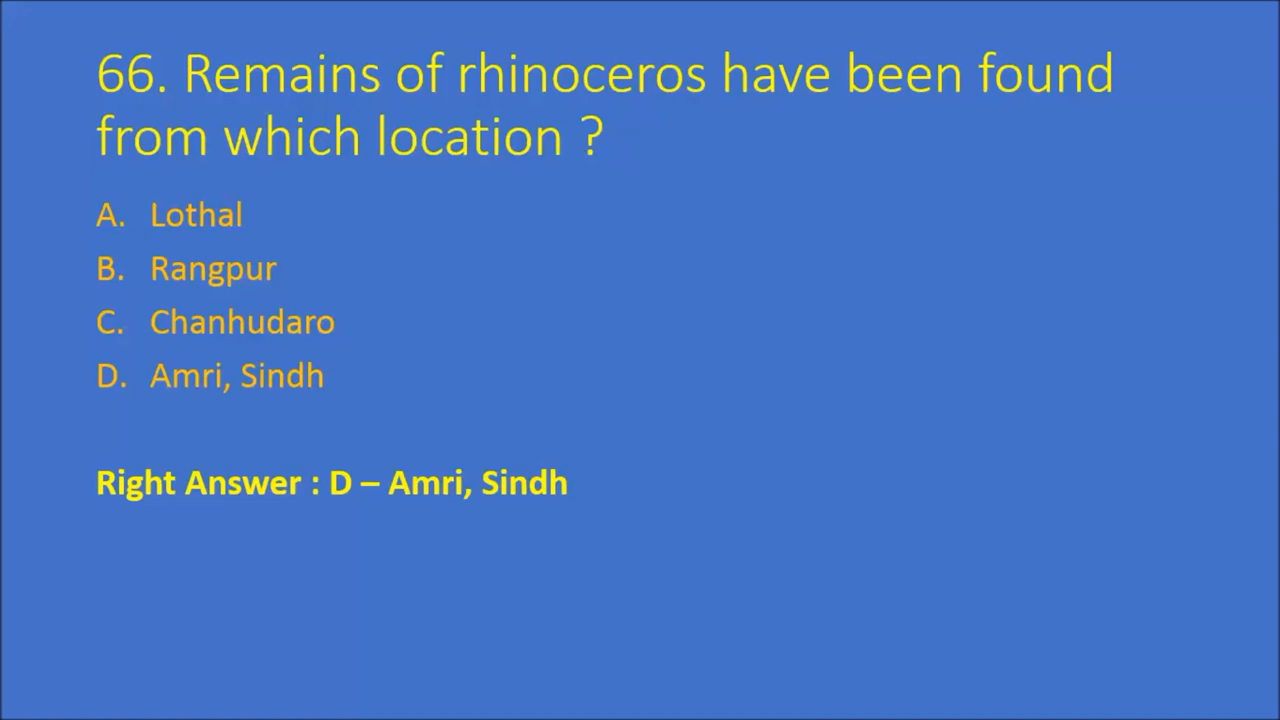 66. Remains of rhinoceros have been found
from which location ?
A. Lothal
B. Rangpur
C. Chanhudaro
D. Amri, Sindh
Right Answer : D – Amri, Sindh